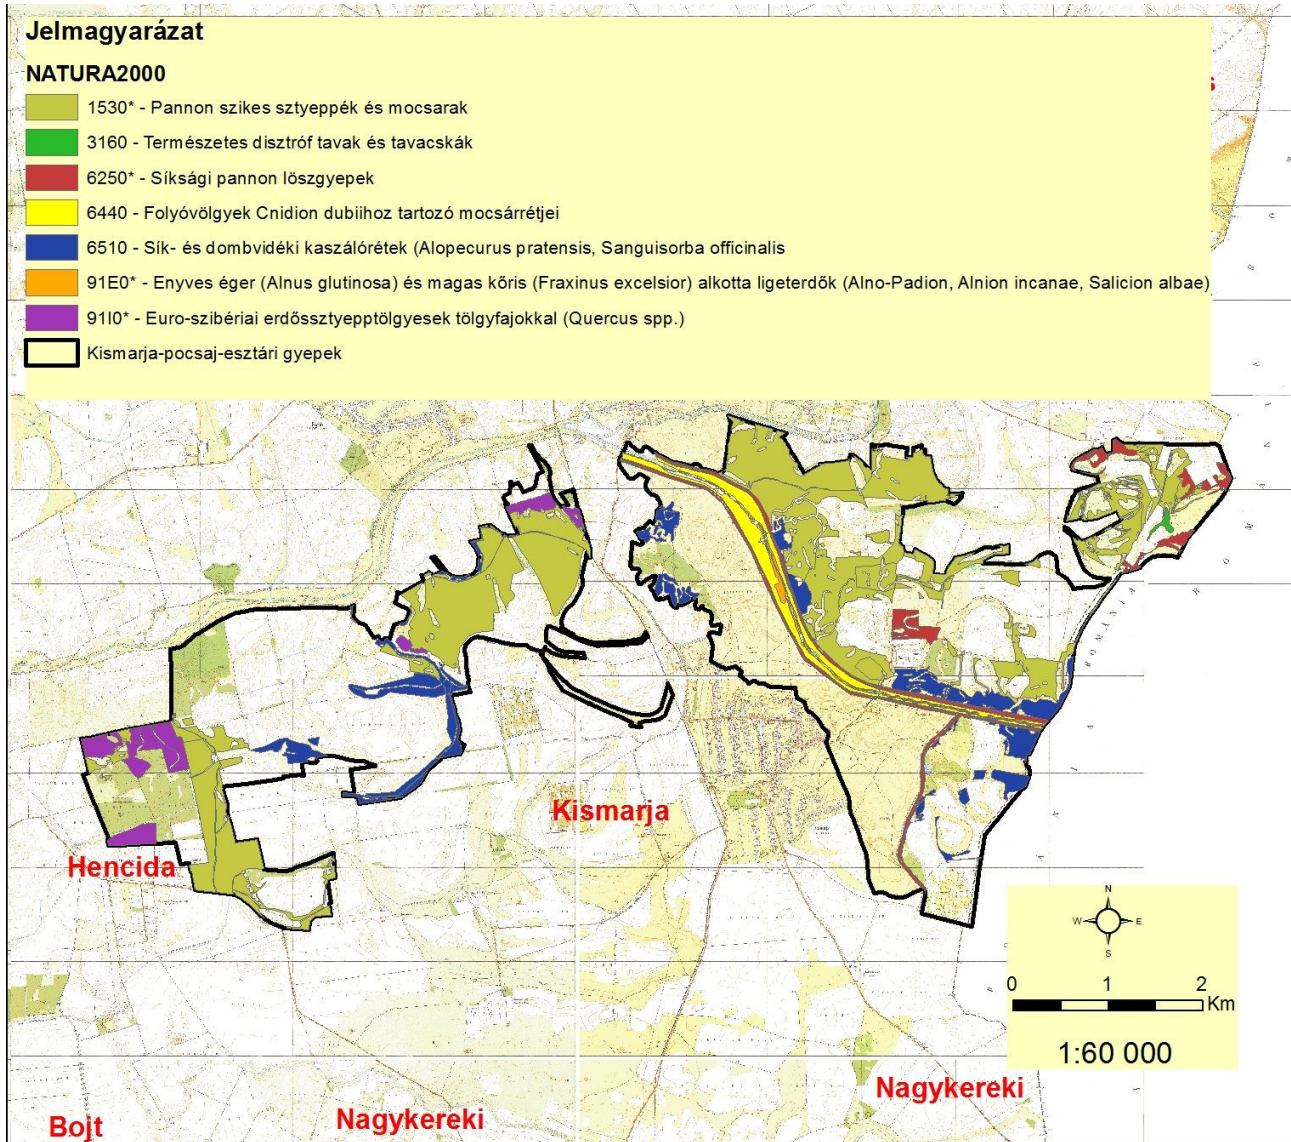 Jelmagyarázat
NATURA2000
1530* - Pannon szikes sztyeppék és mocsarak
3160 - Természetes disztróf tavak és tavacskák
6250* - Síksági pannon löszgyepek
6440 - Folyóvölgyek Cnidion dubiihoz tartozó mocsárrétjei
6510 - Sík- és dombvidéki kaszálórétek (Alopecurus pratensis, Sanguisorba officinalis
91E0* - Enyves éger (Alnus glutinosa) és magas kőris (Fraxinus excelsior) alkotta ligeterdők (Alno-Padion, Alnion incanae, Salicion albae)
91I0* - Euro-szibériai erdőssztyepptölgyesek tölgyfajokkal (Quercus spp.)
Kismarja-pocsaj-esztári gyepek
s
ROMÁNIA
Kismarja
Hencida
N
W E
S
0 1 2
Km
1:60 000
Nagykereki
Nagykereki
Bojt